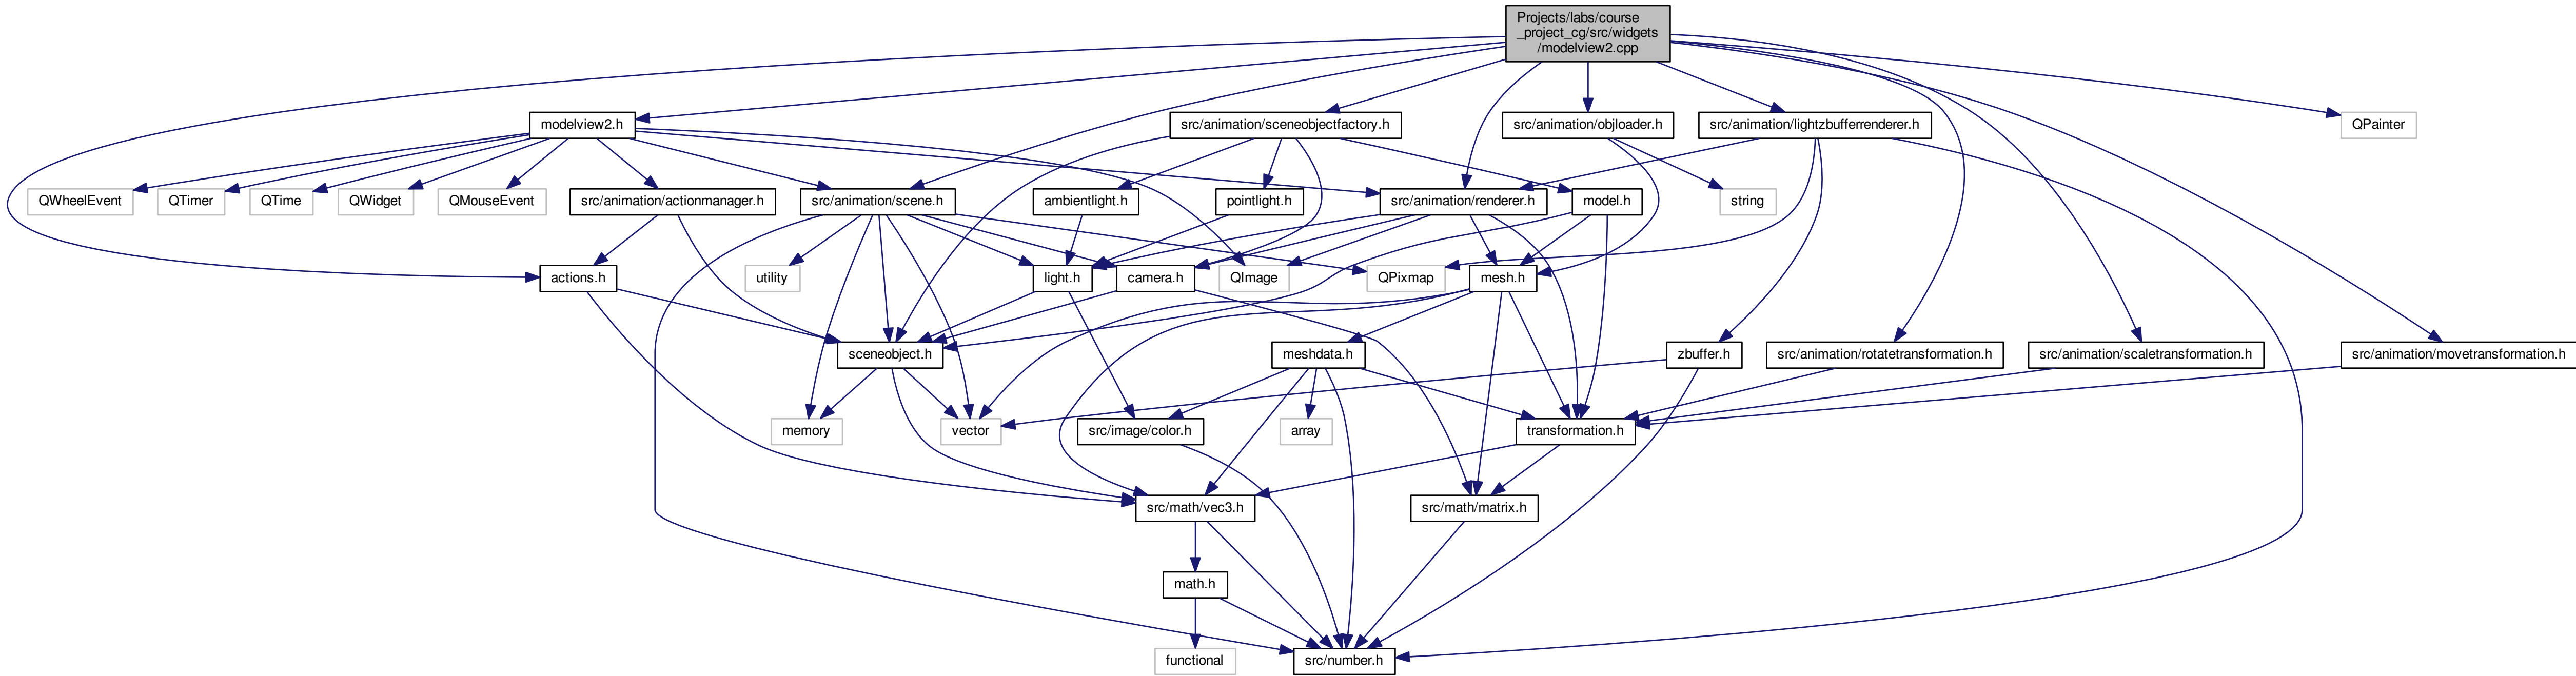 Projects/labs/course
_project_cg/src/widgets
/modelview2.cpp
modelview2.h
src/animation/sceneobjectfactory.h
src/animation/objloader.h
src/animation/lightzbufferrenderer.h
QPainter
QWheelEvent
QTimer
QTime
QWidget
QMouseEvent
src/animation/actionmanager.h
src/animation/scene.h
ambientlight.h
pointlight.h
src/animation/renderer.h
model.h
string
actions.h
utility
light.h
camera.h
QImage
QPixmap
mesh.h
sceneobject.h
meshdata.h
zbuffer.h
src/animation/rotatetransformation.h
src/animation/scaletransformation.h
src/animation/movetransformation.h
memory
vector
src/image/color.h
array
transformation.h
src/math/vec3.h
src/math/matrix.h
math.h
functional
src/number.h